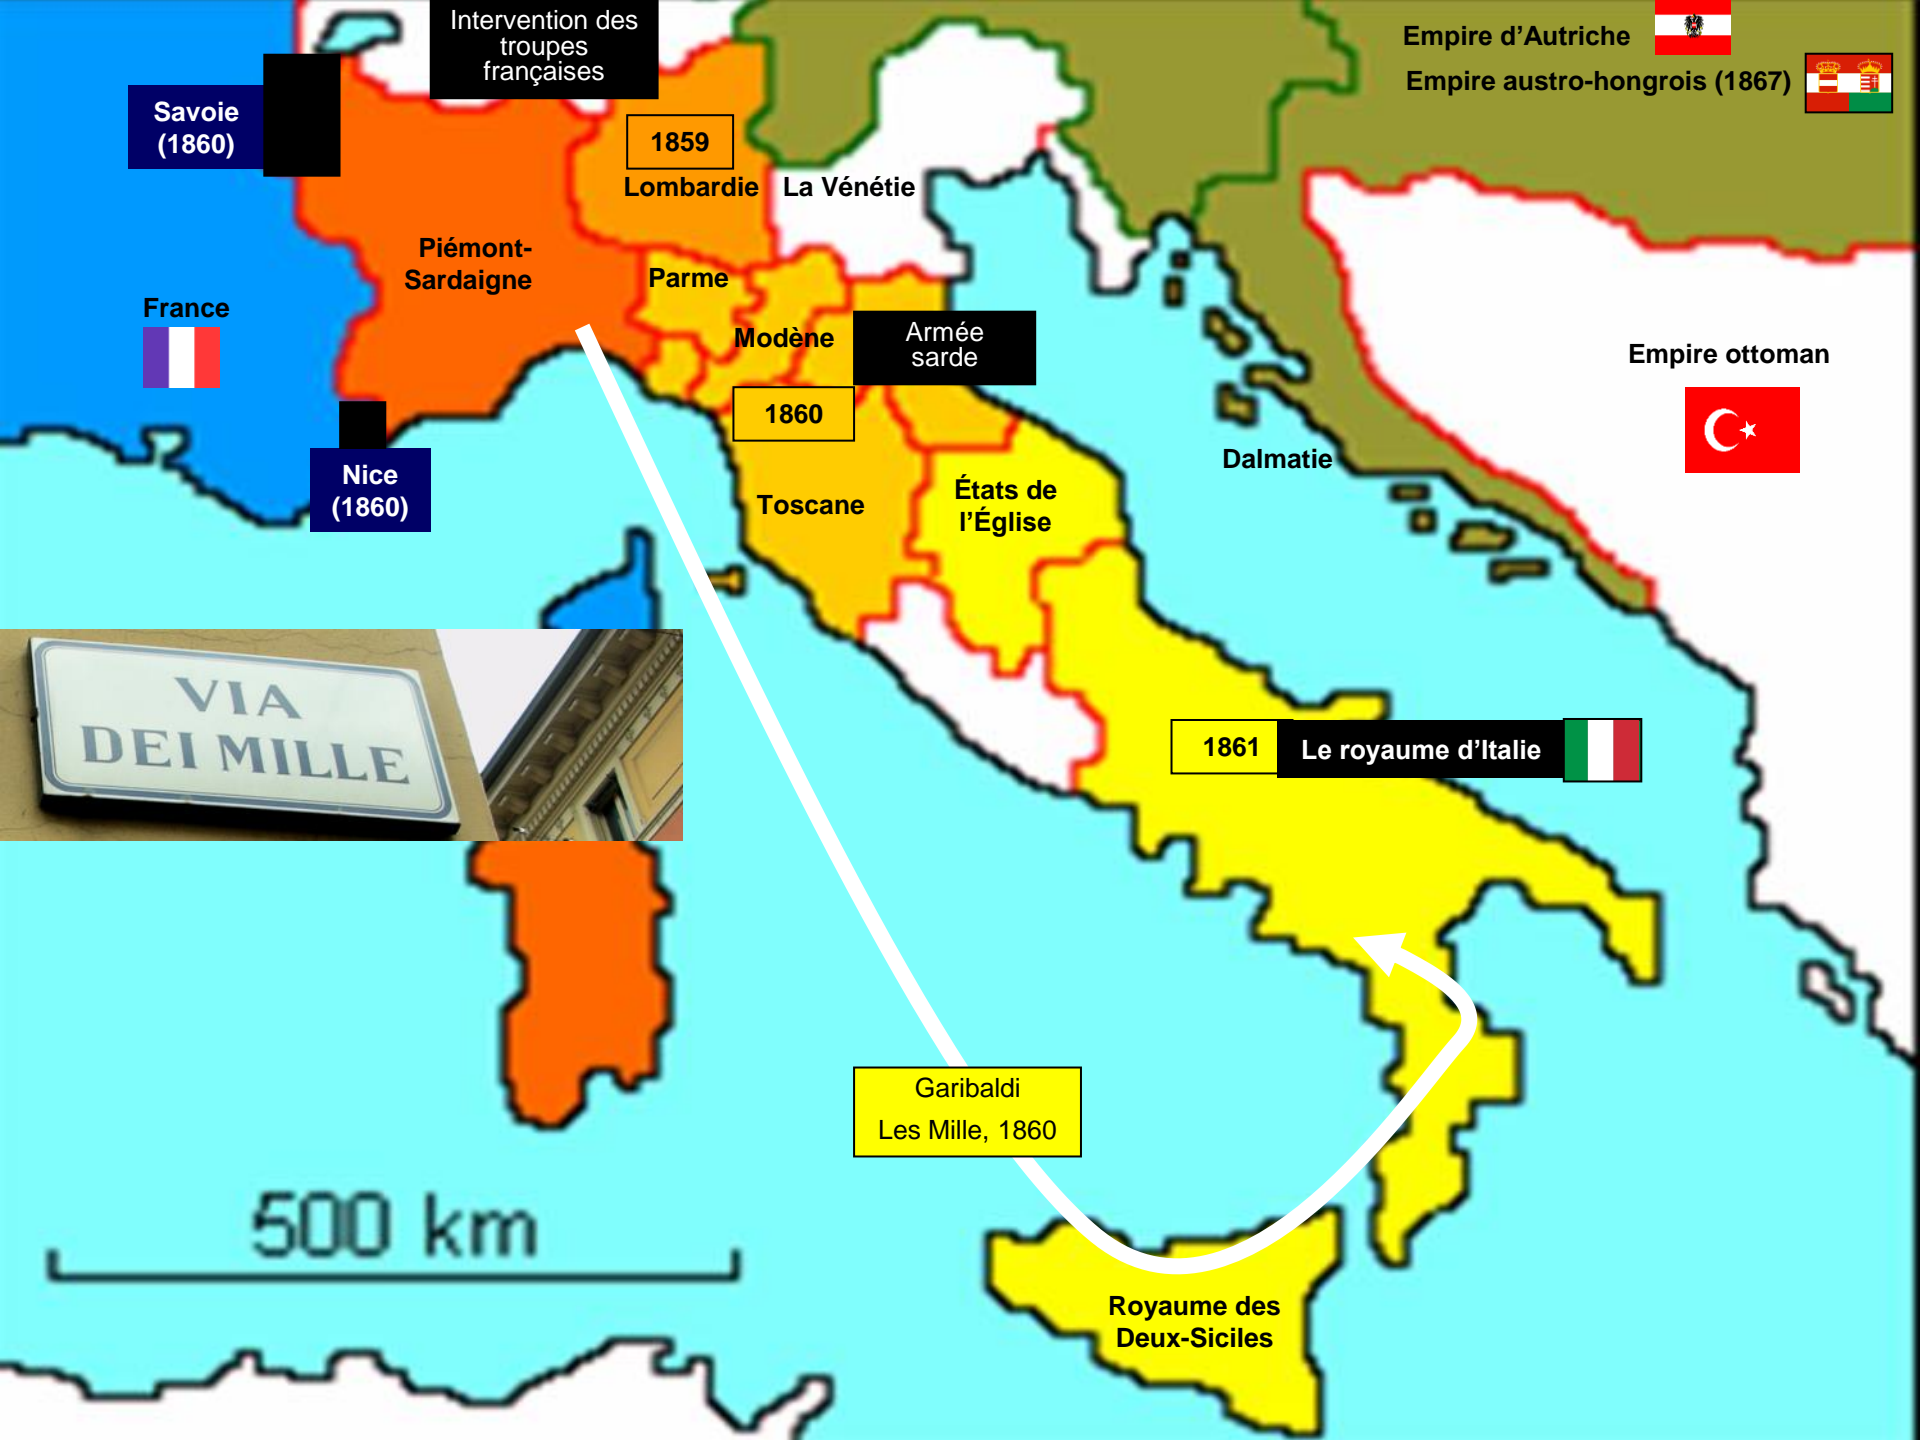 Intervention des
troupes
françaises
Empire d’Autriche
Empire austro-hongrois (1867)
Savoie
(1860)
1859
Lombardie
La Vénétie
Piémont-
Sardaigne
Parme
France
Modène
Armée
sarde
Empire ottoman
1860
Nice
(1860)
Dalmatie
Toscane
États de
l’Église
VIA
DEI MILLE
1861
Le royaume d’Italie
Garibaldi
Les Mille, 1860
500 km
Royaume des
Deux-Siciles